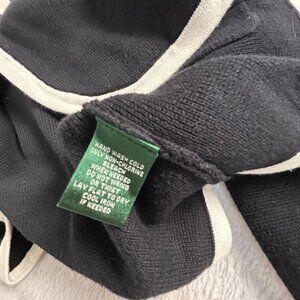 HAND WASH COLD
ONLY NON-CHLORINE
BLEACH
WHEN NEEDED
DO NOT WRING
OR TWIST
LAY FLAT TO DRY
COOL IRON
IF NEEDED